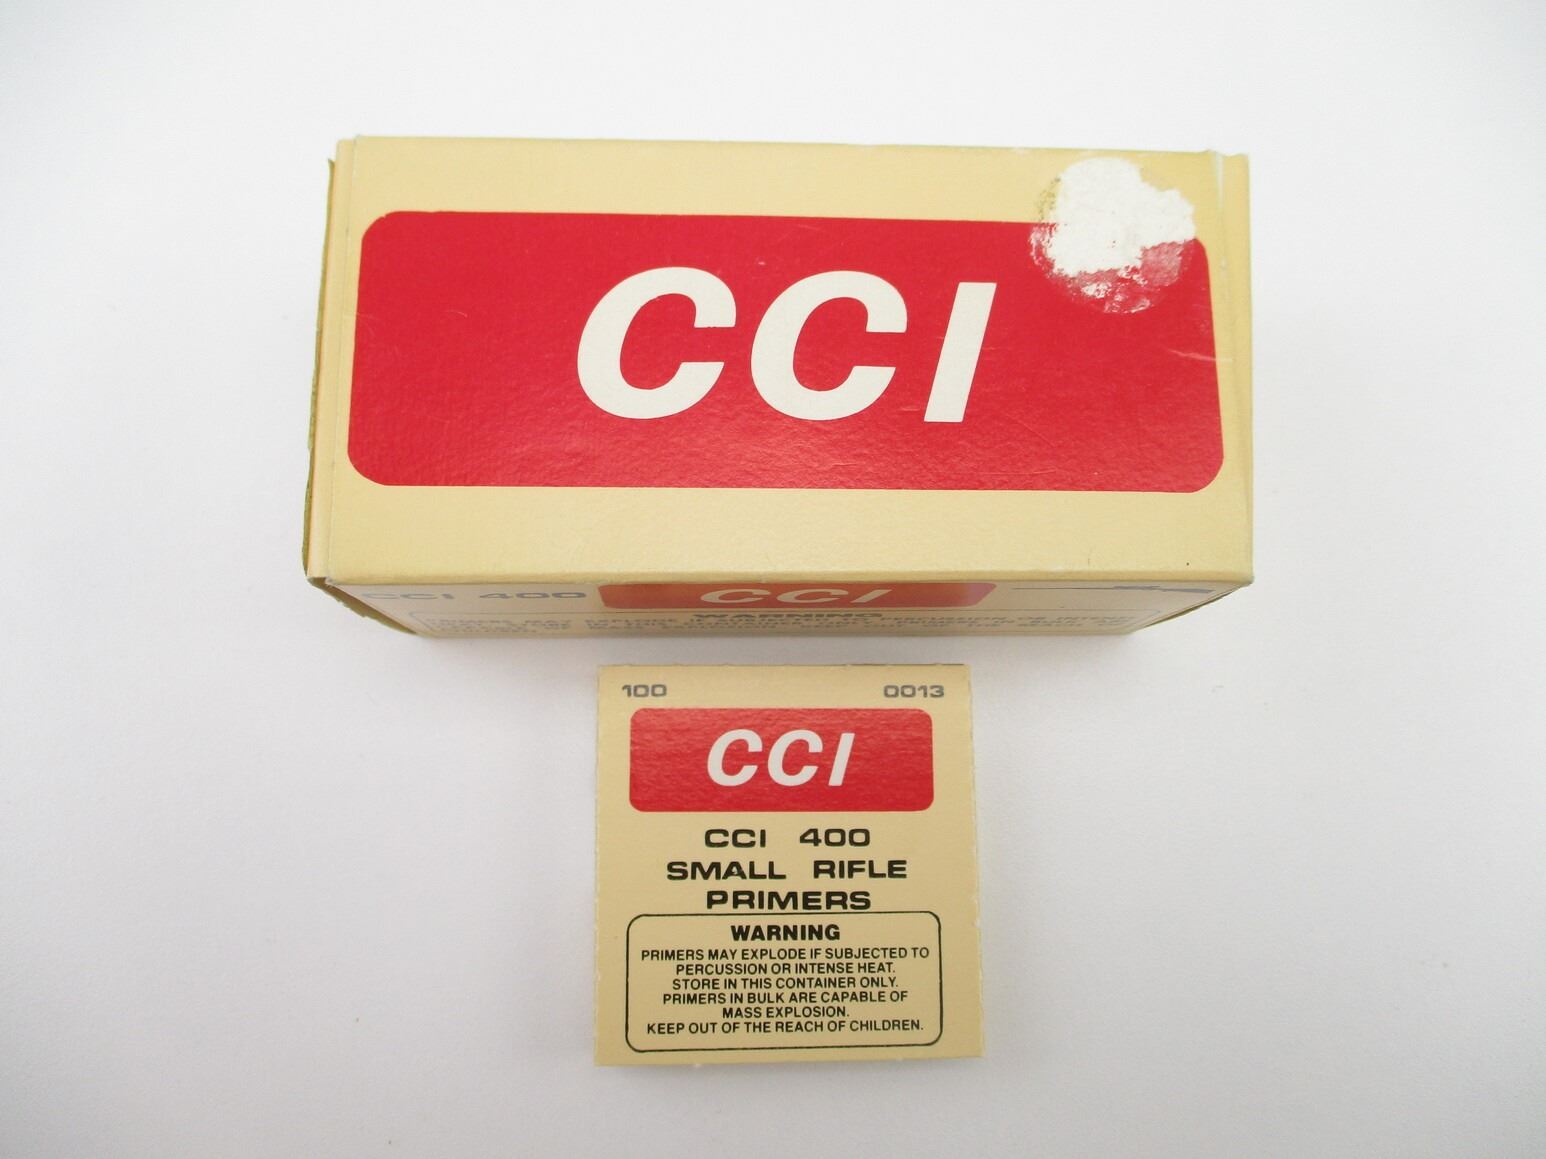 CCI
CCI 400 CCI
WARNING
100 0013
CCI
CCI 400
SMALL RIFLE
PRIMERS
WARNING
PRIMERS MAY EXPLODE IF SUBJECTED TO
PERCUSSION OR INTENSE HEAT.
STORE IN THIS CONTAINER ONLY.
PRIMERS IN BULK ARE CAPABLE OF
MASS EXPLOSION.
KEEP OUT OF THE REACH OF CHILDREN.